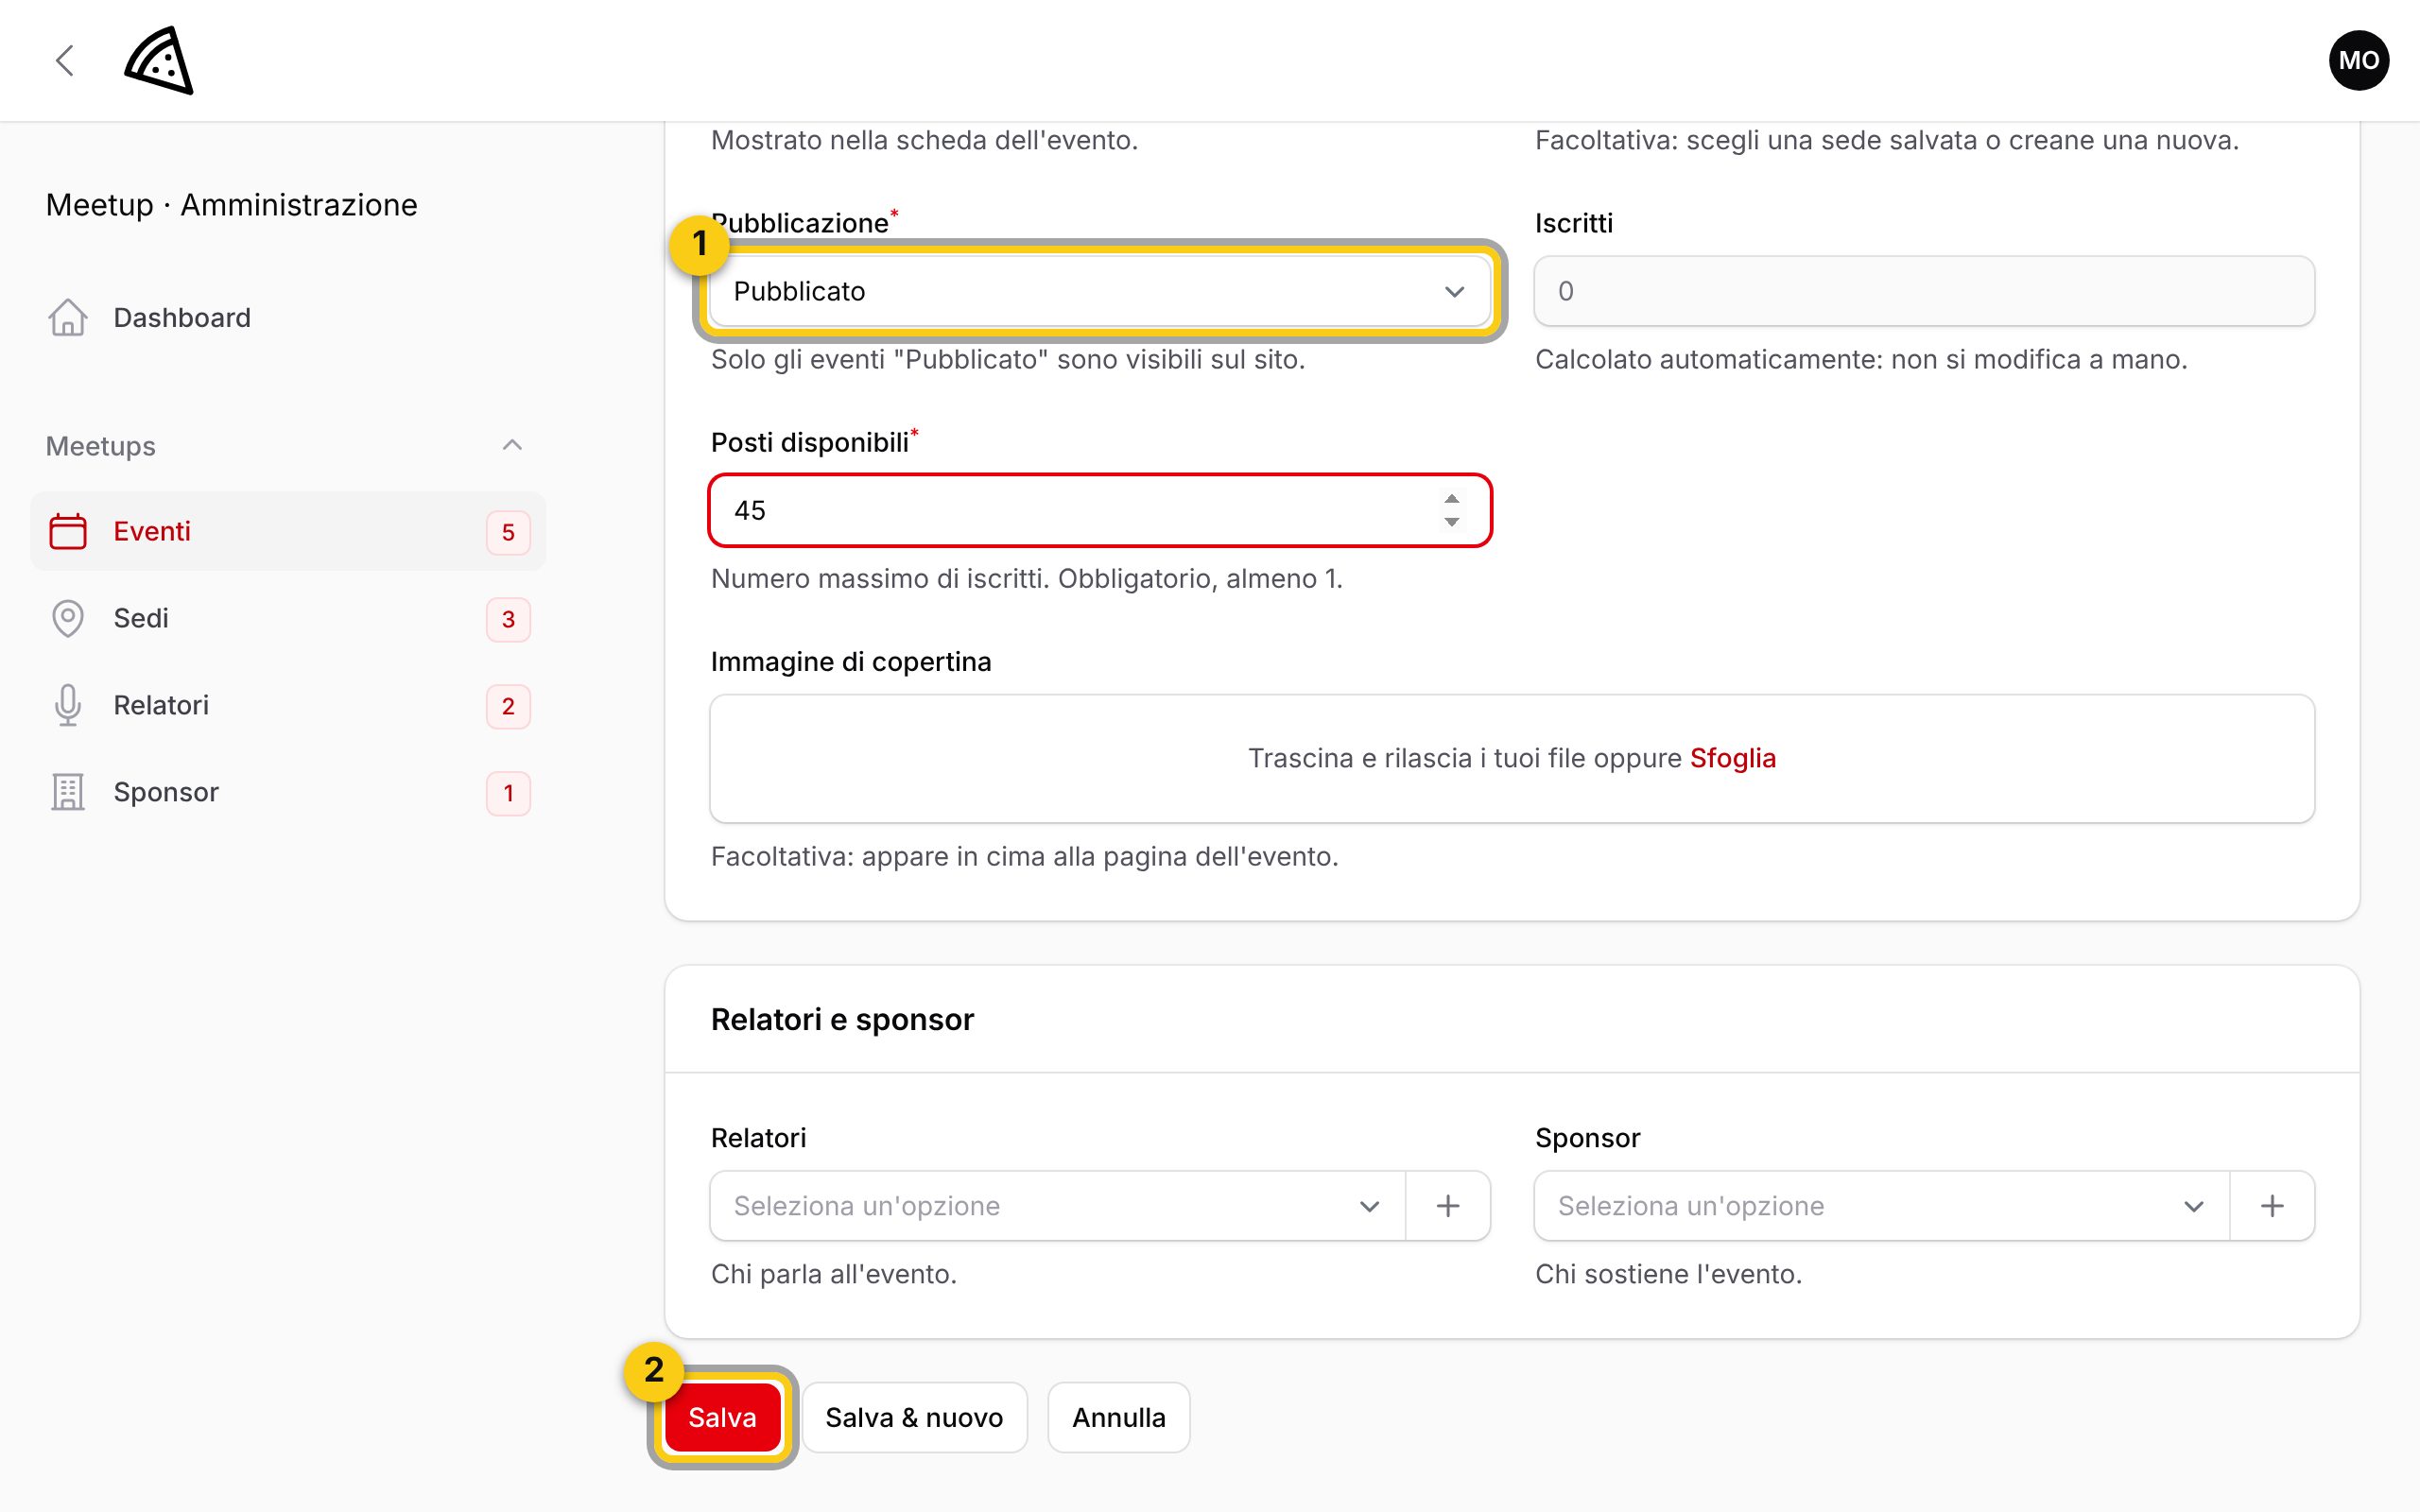 MO
Meetup · Amministrazione
Dashboard
Meetups
Eventi 5
Sedi 3
Relatori 2
Sponsor 1
Mostrato nella scheda dell'evento.
Facoltativa: scegli una sede salvata o creane una nuova.
1
Pubblicazione*
Pubblicato
Solo gli eventi "Pubblicato" sono visibili sul sito.
Iscritti
0
Calcolato automaticamente: non si modifica a mano.
Posti disponibili*
45
Numero massimo di iscritti. Obbligatorio, almeno 1.
Immagine di copertina
Trascina e rilascia i tuoi file oppure Sfoglia
Facoltativa: appare in cima alla pagina dell'evento.
Relatori e sponsor
Relatori
Seleziona un'opzione
Chi parla all'evento.
Sponsor
Seleziona un'opzione
Chi sostiene l'evento.
2
Salva
Salva & nuovo
Annulla